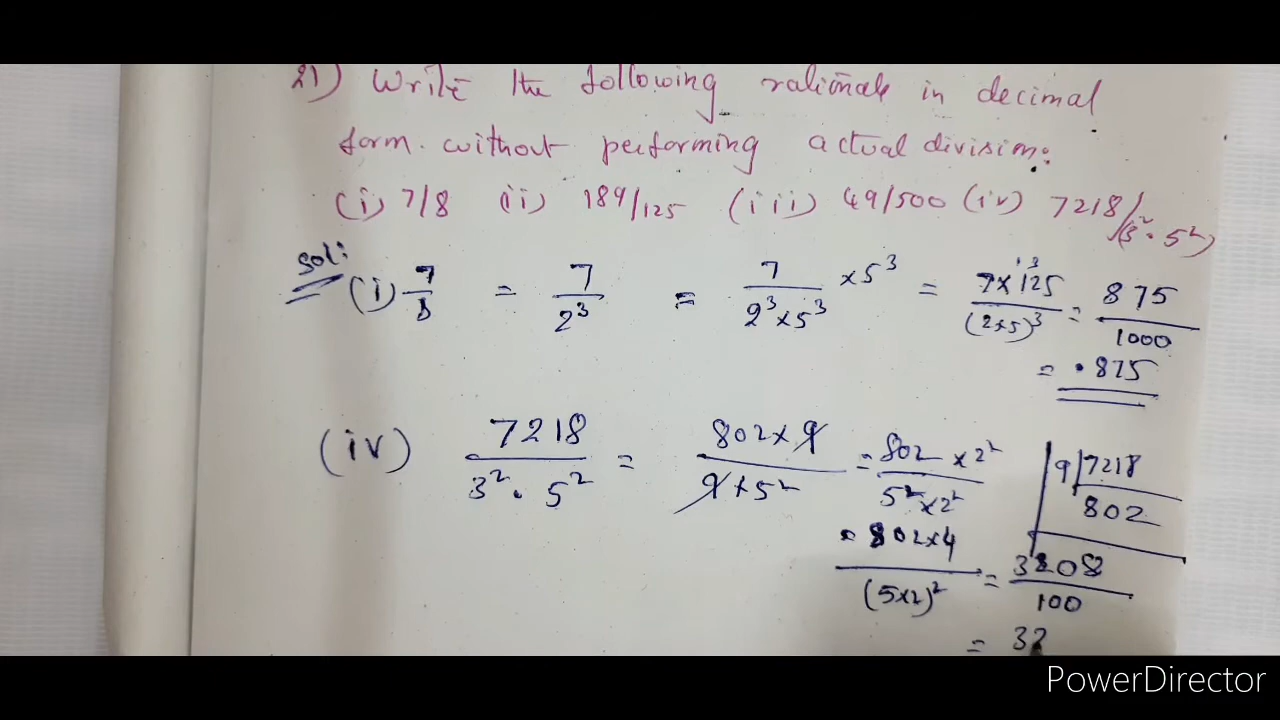 21) Write the following rationals in decimal
form without performing actual division:
(i) 7/8 (ii) 189/125 (iii) 49/500 (iv) 7218/(3² · 5²)
Sol:
(i) 7/8 = 7/2³ = 7/(2³×5³) ×5³ = 7×125/(2×5)³ = 875/1000
= .875
(iv) 7218/(3² · 5²) = 802×9/(9×5²) = 802×2²/(5²×2²)
9 7218
802
= 802×4/(5×2)² = 3208/100
= 32
PowerDirector